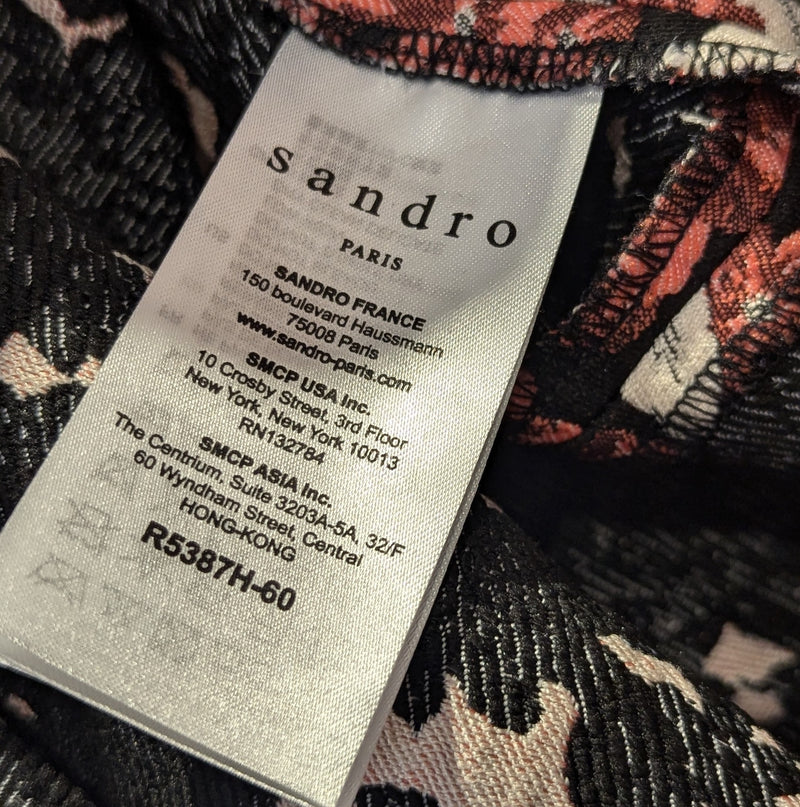 sandro
PARIS
SANDRO FRANCE
150 boulevard Haussmann
75008 Paris
www.sandro-paris.com
SMCP USA Inc.
10 Crosby Street, 3rd Floor
New York, New York 10013
RN132784
SMCP ASIA Inc.
The Centrium, Suite 3203A-5A, 32/F
60 Wyndham Street, Central
HONG-KONG
R5387H-60